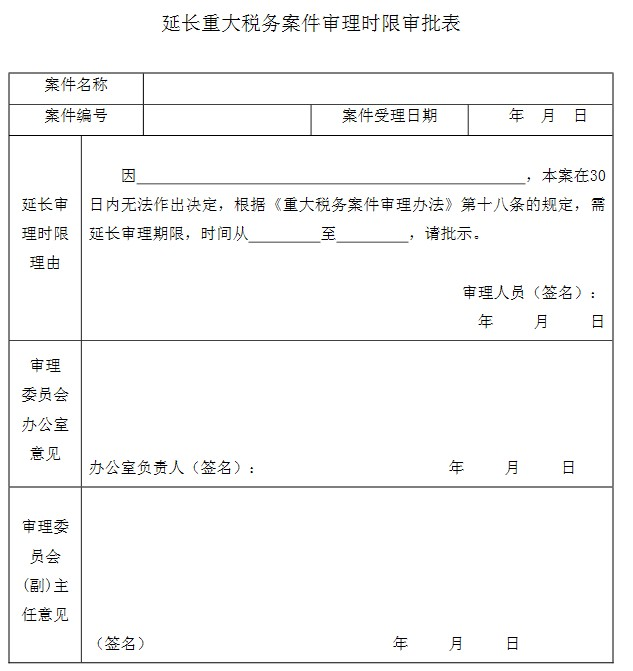 延长重大税务案件审理时限审批表
案件名称
案件编号 案件受理日期 年 月 日
延长审
理时限
理由
因________________________________________，本案在30
日内无法作出决定，根据《重大税务案件审理办法》第十八条的规定，需
延长审理期限，时间从________至________，请批示。
审理人员（签名）：
年 月 日
审理
委员会
办公室
意见
办公室负责人（签名）： 年 月 日
审理委
员会
(副)主
任意见
（签名） 年 月 日